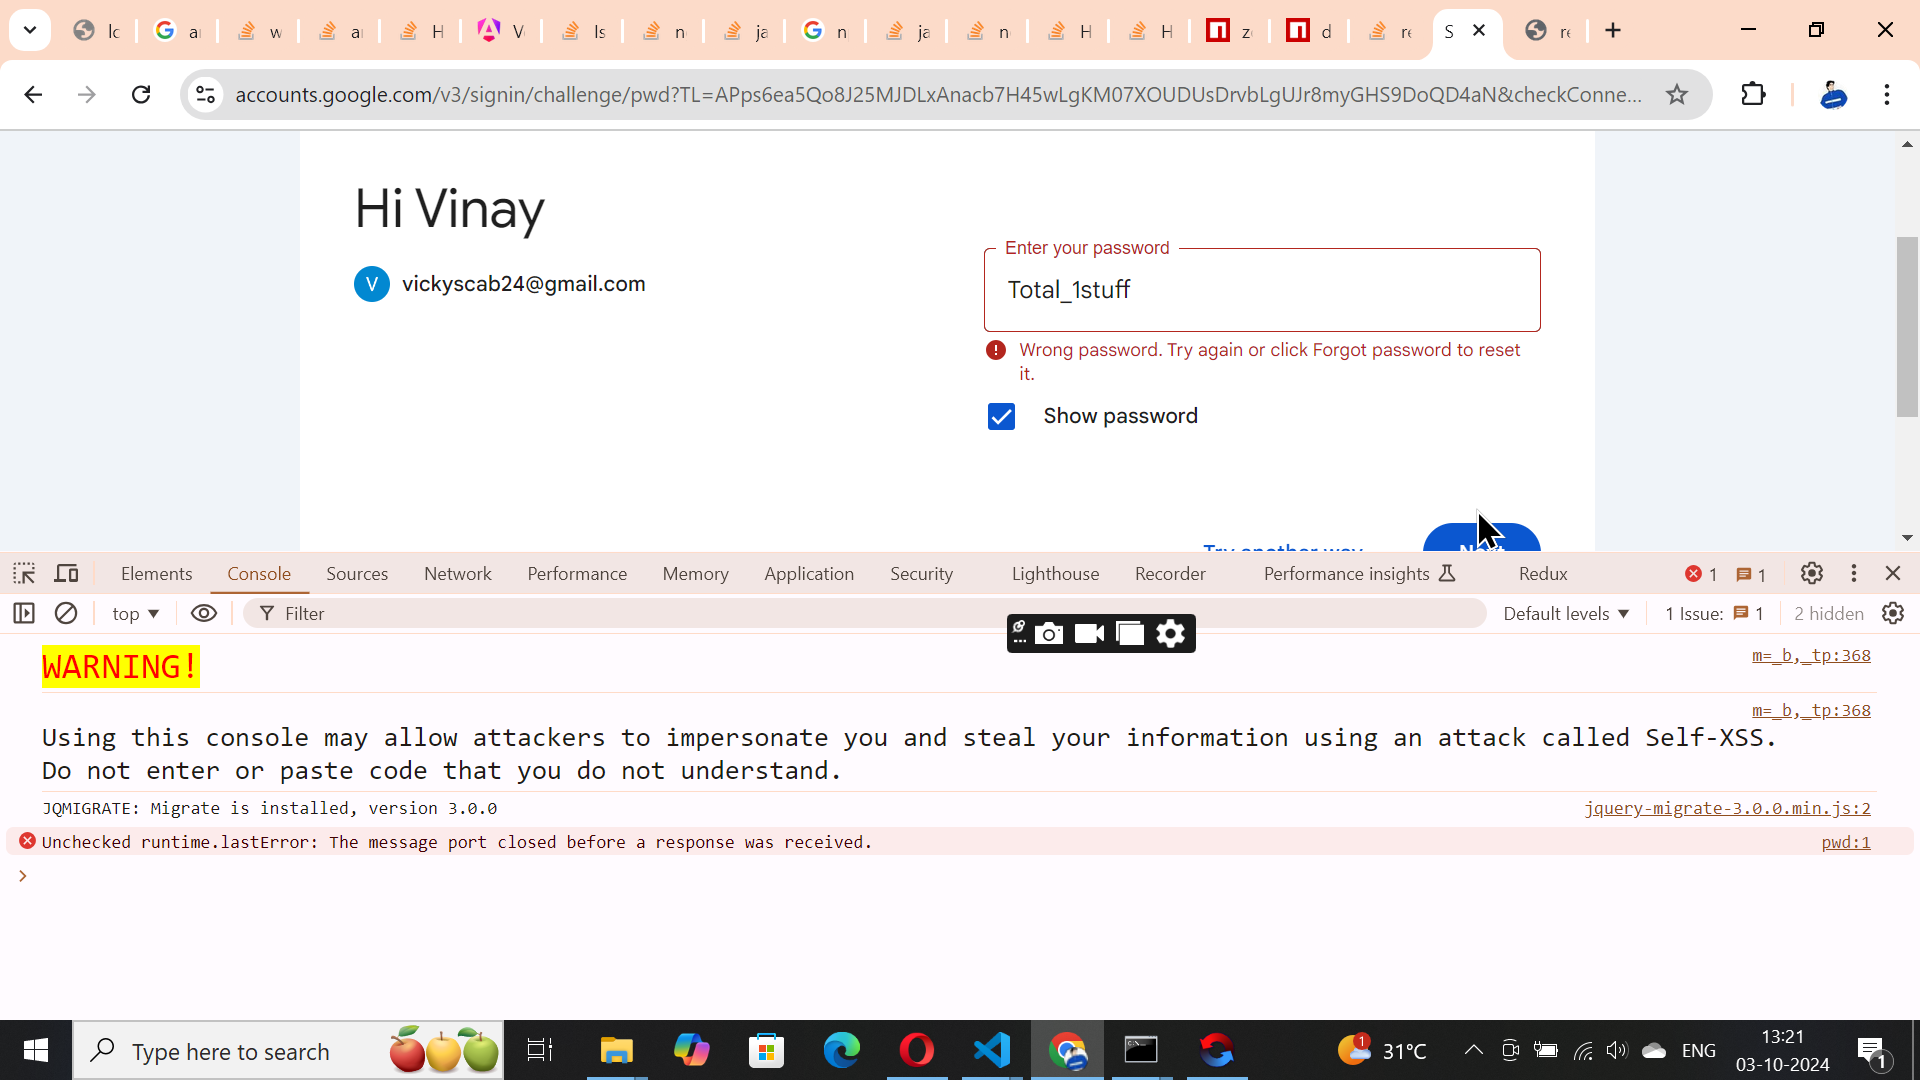 lc
a
w
a
H
V
Is
n
ja
n
ja
n
H
H
z
d
re
S
re
accounts.google.com/v3/signin/challenge/pwd?TL=APps6ea5Qo8J25MJDLxAnacb7H45wLgKM07XOUDUsDrvbLgUJr8myGHS9DoQD4aN&checkConne...
Hi Vinay
V vickyscab24@gmail.com
Enter your password
Total_1stuff
Wrong password. Try again or click Forgot password to reset
it.
Show password
Try another way
Next
Elements Console Sources Network Performance Memory Application Security Lighthouse Recorder Performance insights Redux 1 1
top Filter Default levels 1 Issue: 1 2 hidden
WARNING! m=_b,_tp:368
m=_b,_tp:368
Using this console may allow attackers to impersonate you and steal your information using an attack called Self-XSS.
Do not enter or paste code that you do not understand.
JQMIGRATE: Migrate is installed, version 3.0.0 jquery-migrate-3.0.0.min.js:2
Unchecked runtime.lastError: The message port closed before a response was received. pwd:1
Type here to search
1 31°C ENG 13:21
03-10-2024 1